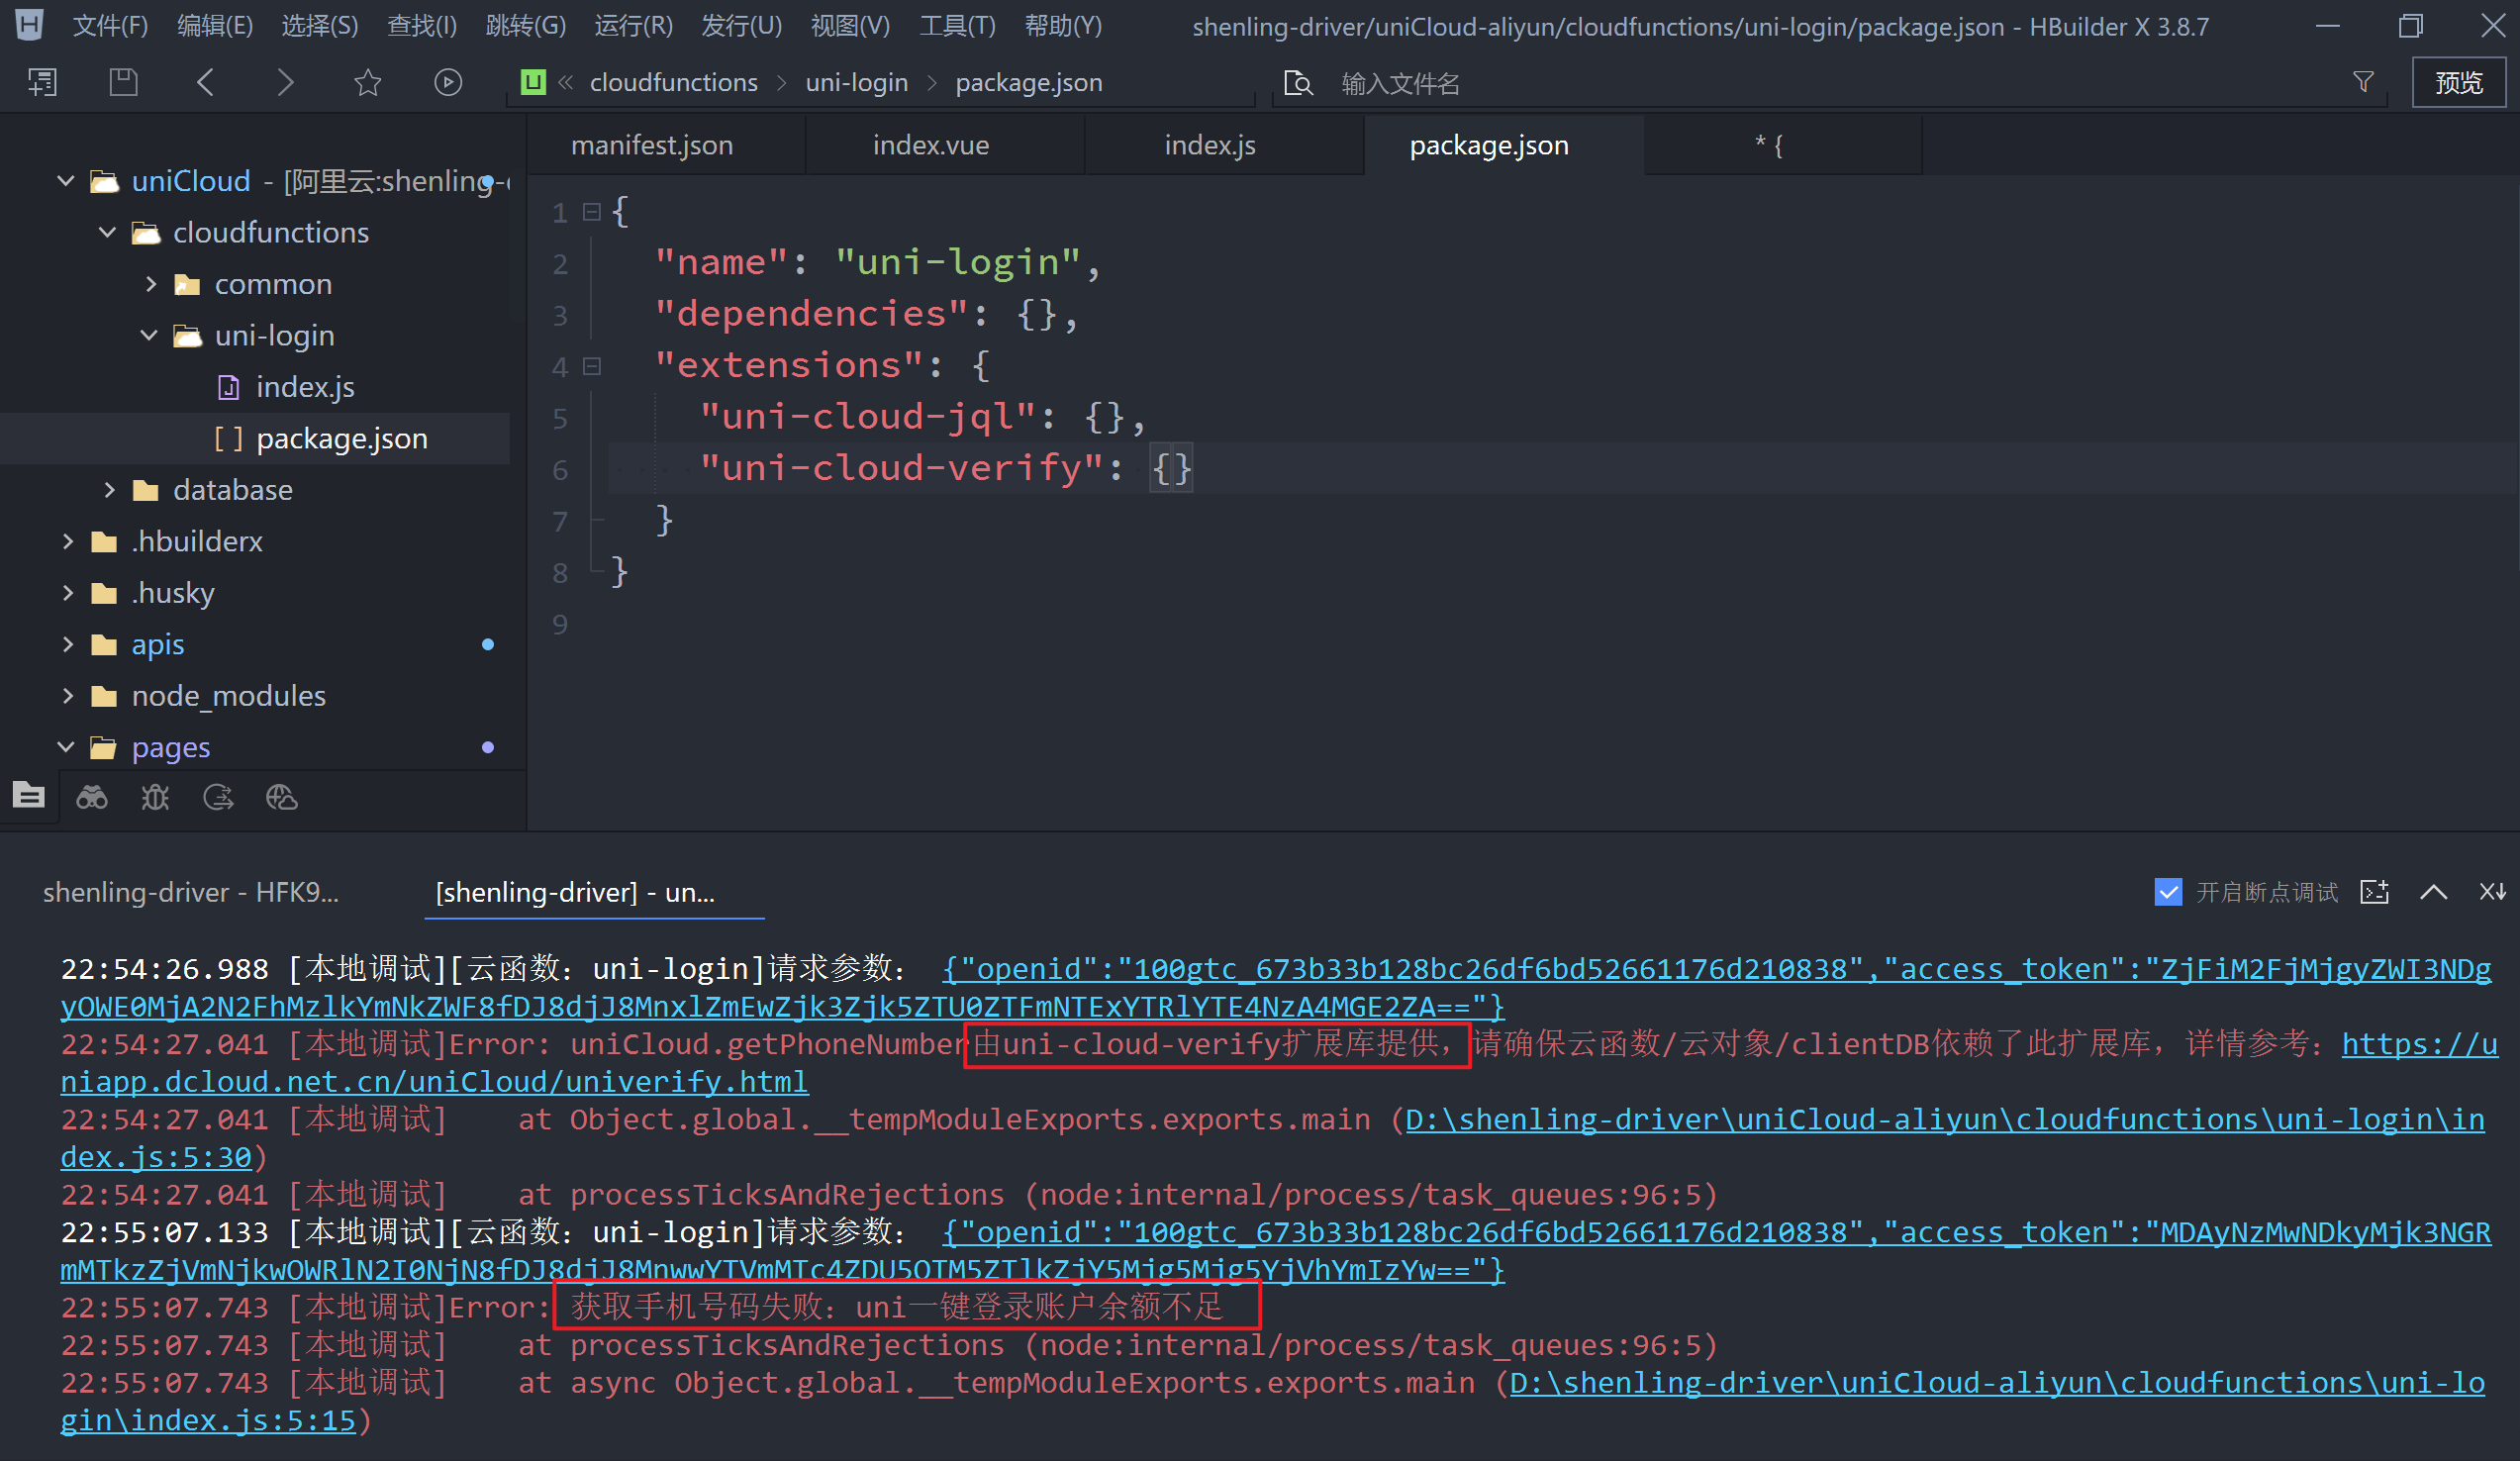 文件(F) 编辑(E) 选择(S) 查找(I) 跳转(G) 运行(R) 发行(U) 视图(V) 工具(T) 帮助(Y) shenling-driver/uniCloud-aliyun/cloudfunctions/uni-login/package.json - HBuilder X 3.8.7
cloudfunctions uni-login package.json 输入文件名 预览
manifest.json index.vue index.js package.json * {
uniCloud - [阿里云:shenling-
cloudfunctions
common
uni-login
index.js
[ ] package.json
database
.hbuilderx
.husky
apis
node_modules
pages
1 {
2 "name": "uni-login",
3 "dependencies": {},
4 "extensions": {
5 "uni-cloud-jql": {},
6 "uni-cloud-verify": {}
7 }
8 }
9
shenling-driver - HFK9... [shenling-driver] - un... 开启断点调试
22:54:26.988 [本地调试][云函数：uni-login]请求参数： {"openid":"100gtc_673b33b128bc26df6bd52661176d210838","access_token":"ZjFiM2FjMjgyZWI3NDg
yOWE0MjA2N2FhMzlkYmNkZWF8fDJ8djJ8MnxlZmEwZjk3Zjk5ZTU0ZTFmNTExYTRlYTE4NzA4MGE2ZA=="}
22:54:27.041 [本地调试]Error: uniCloud.getPhoneNumber由uni-cloud-verify扩展库提供，请确保云函数/云对象/clientDB依赖了此扩展库，详情参考：https://u
niapp.dcloud.net.cn/uniCloud/univerify.html
22:54:27.041 [本地调试] at Object.global.__tempModuleExports.exports.main (D:\shenling-driver\uniCloud-aliyun\cloudfunctions\uni-login\in
dex.js:5:30)
22:54:27.041 [本地调试] at processTicksAndRejections (node:internal/process/task_queues:96:5)
22:55:07.133 [本地调试][云函数：uni-login]请求参数： {"openid":"100gtc_673b33b128bc26df6bd52661176d210838","access_token":"MDAyNzMwNDkyMjk3NGR
mMTkzZjVmNjkwOWRlN2I0NjN8fDJ8djJ8MnwwYTVmMTc4ZDU5OTM5ZTlkZjY5Mjg5Mjg5YjVhYmIzYw=="}
22:55:07.743 [本地调试]Error: 获取手机号码失败：uni一键登录账户余额不足
22:55:07.743 [本地调试] at processTicksAndRejections (node:internal/process/task_queues:96:5)
22:55:07.743 [本地调试] at async Object.global.__tempModuleExports.exports.main (D:\shenling-driver\uniCloud-aliyun\cloudfunctions\uni-lo
gin\index.js:5:15)